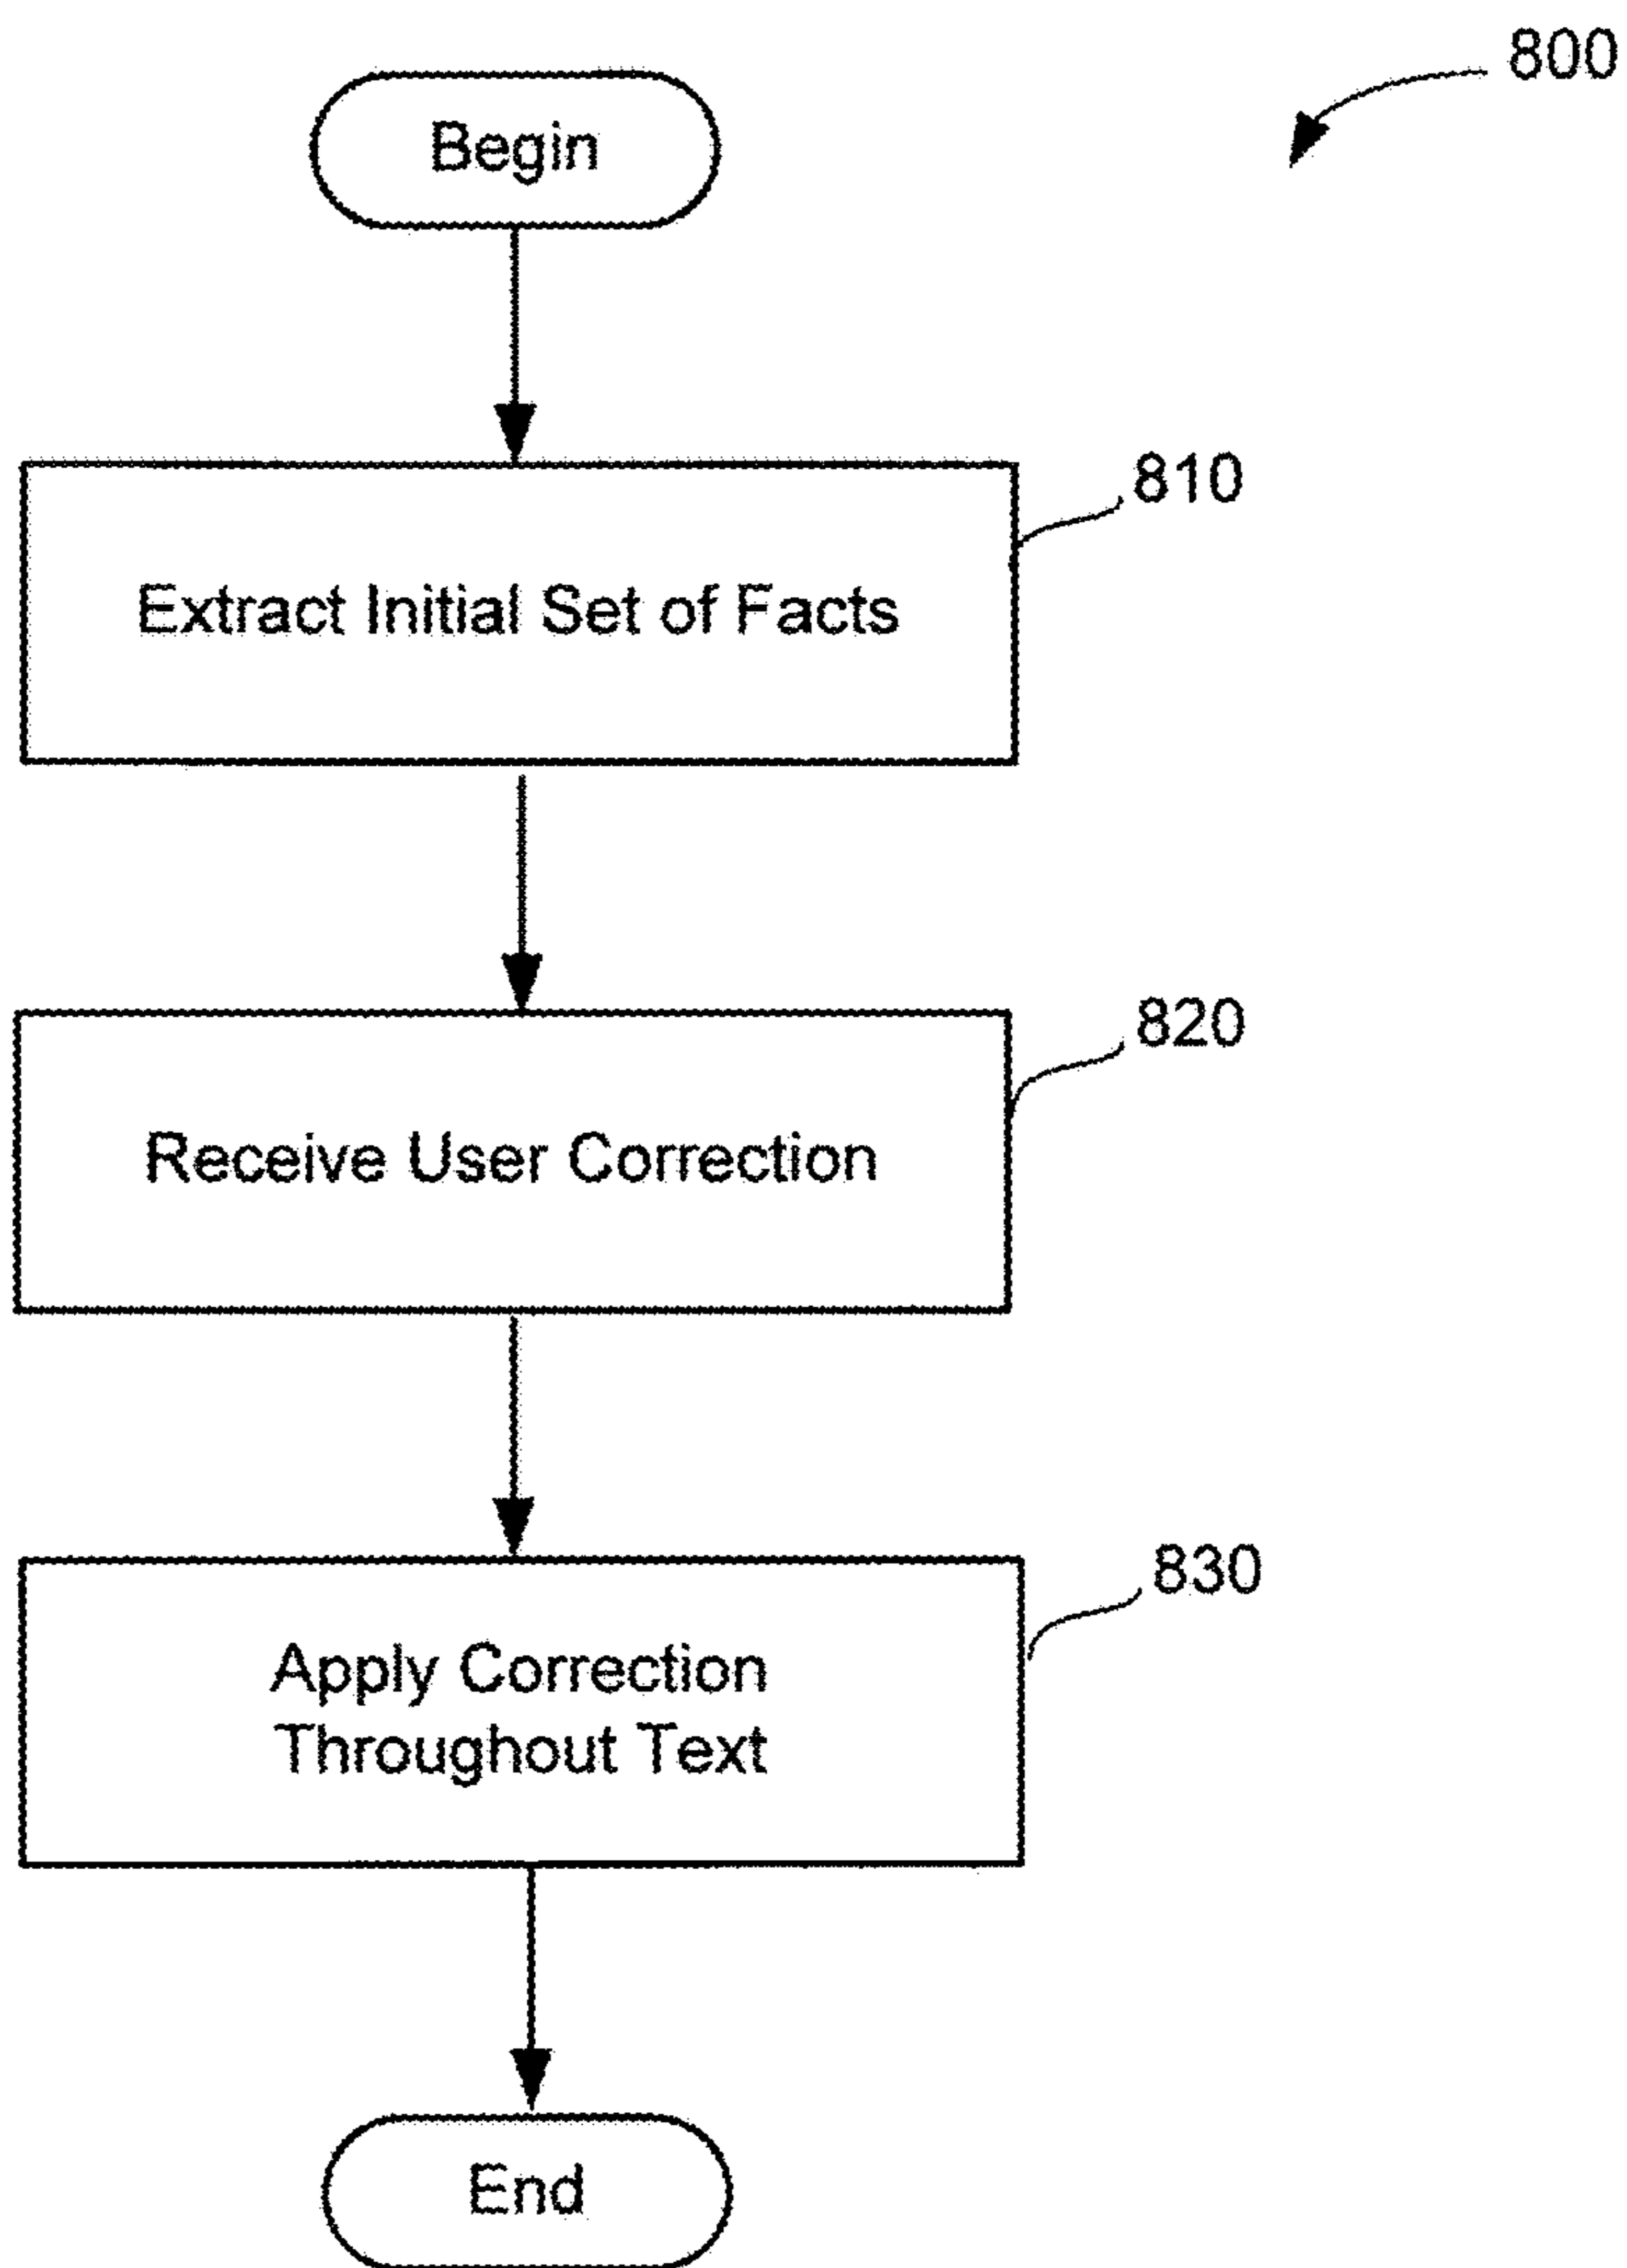 800
Begin
810
Extract Initial Set of Facts
820
Receive User Correction
830
Apply Correction
Throughout Text
End